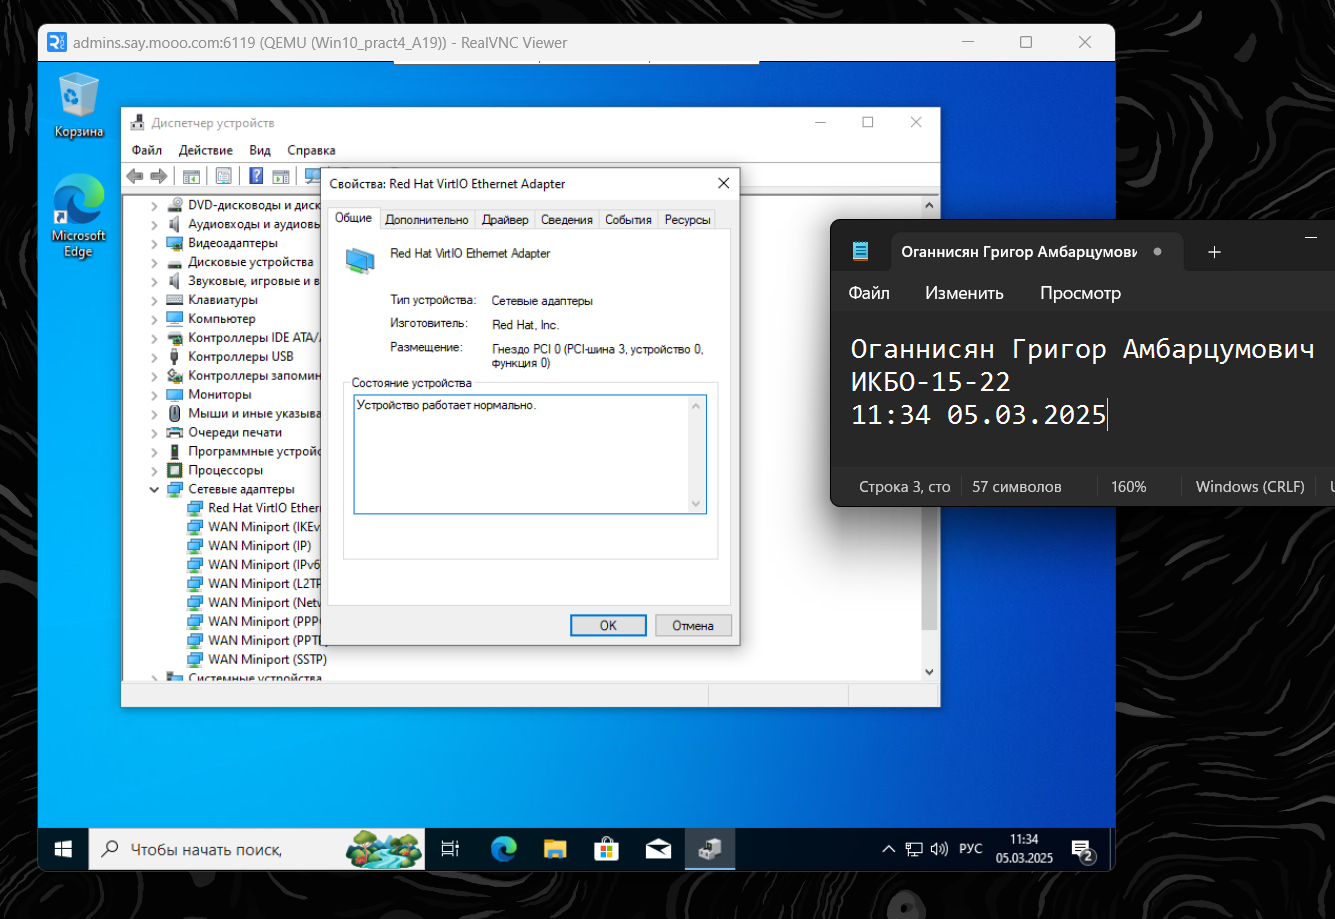 admins.say.mooo.com:6119 (QEMU (Win10_pract4_A19)) - RealVNC Viewer
Корзина
Microsoft
Edge
Диспетчер устройств
Файл Действие Вид Справка
DVD-дисководы и диск
Аудиовходы и аудиовы
Видеоадаптеры
Дисковые устройства
Звуковые, игровые и в
Клавиатуры
Компьютер
Контроллеры IDE ATA/
Контроллеры USB
Контроллеры запомин
Мониторы
Мыши и иные указыва
Очереди печати
Программные устройс
Процессоры
Сетевые адаптеры
Red Hat VirtIO Ethern
WAN Miniport (IKEv
WAN Miniport (IP)
WAN Miniport (IPv6
WAN Miniport (L2TP
WAN Miniport (Netw
WAN Miniport (PPPO
WAN Miniport (PPTP
WAN Miniport (SSTP)
Системные устройства
Свойства: Red Hat VirtIO Ethernet Adapter
Общие Дополнительно Драйвер Сведения События Ресурсы
Red Hat VirtIO Ethernet Adapter
Тип устройства: Сетевые адаптеры
Изготовитель: Red Hat, Inc.
Размещение: Гнездо PCI 0 (PCI-шина 3, устройство 0,
функция 0)
Состояние устройства
Устройство работает нормально.
OK Отмена
Оганнисян Григор Амбарцумови
Файл Изменить Просмотр
Оганнисян Григор Амбарцумович
ИКБО-15-22
11:34 05.03.2025
Строка 3, сто 57 символов 160% Windows (CRLF)
Чтобы начать поиск,
РУС
11:34
05.03.2025
2